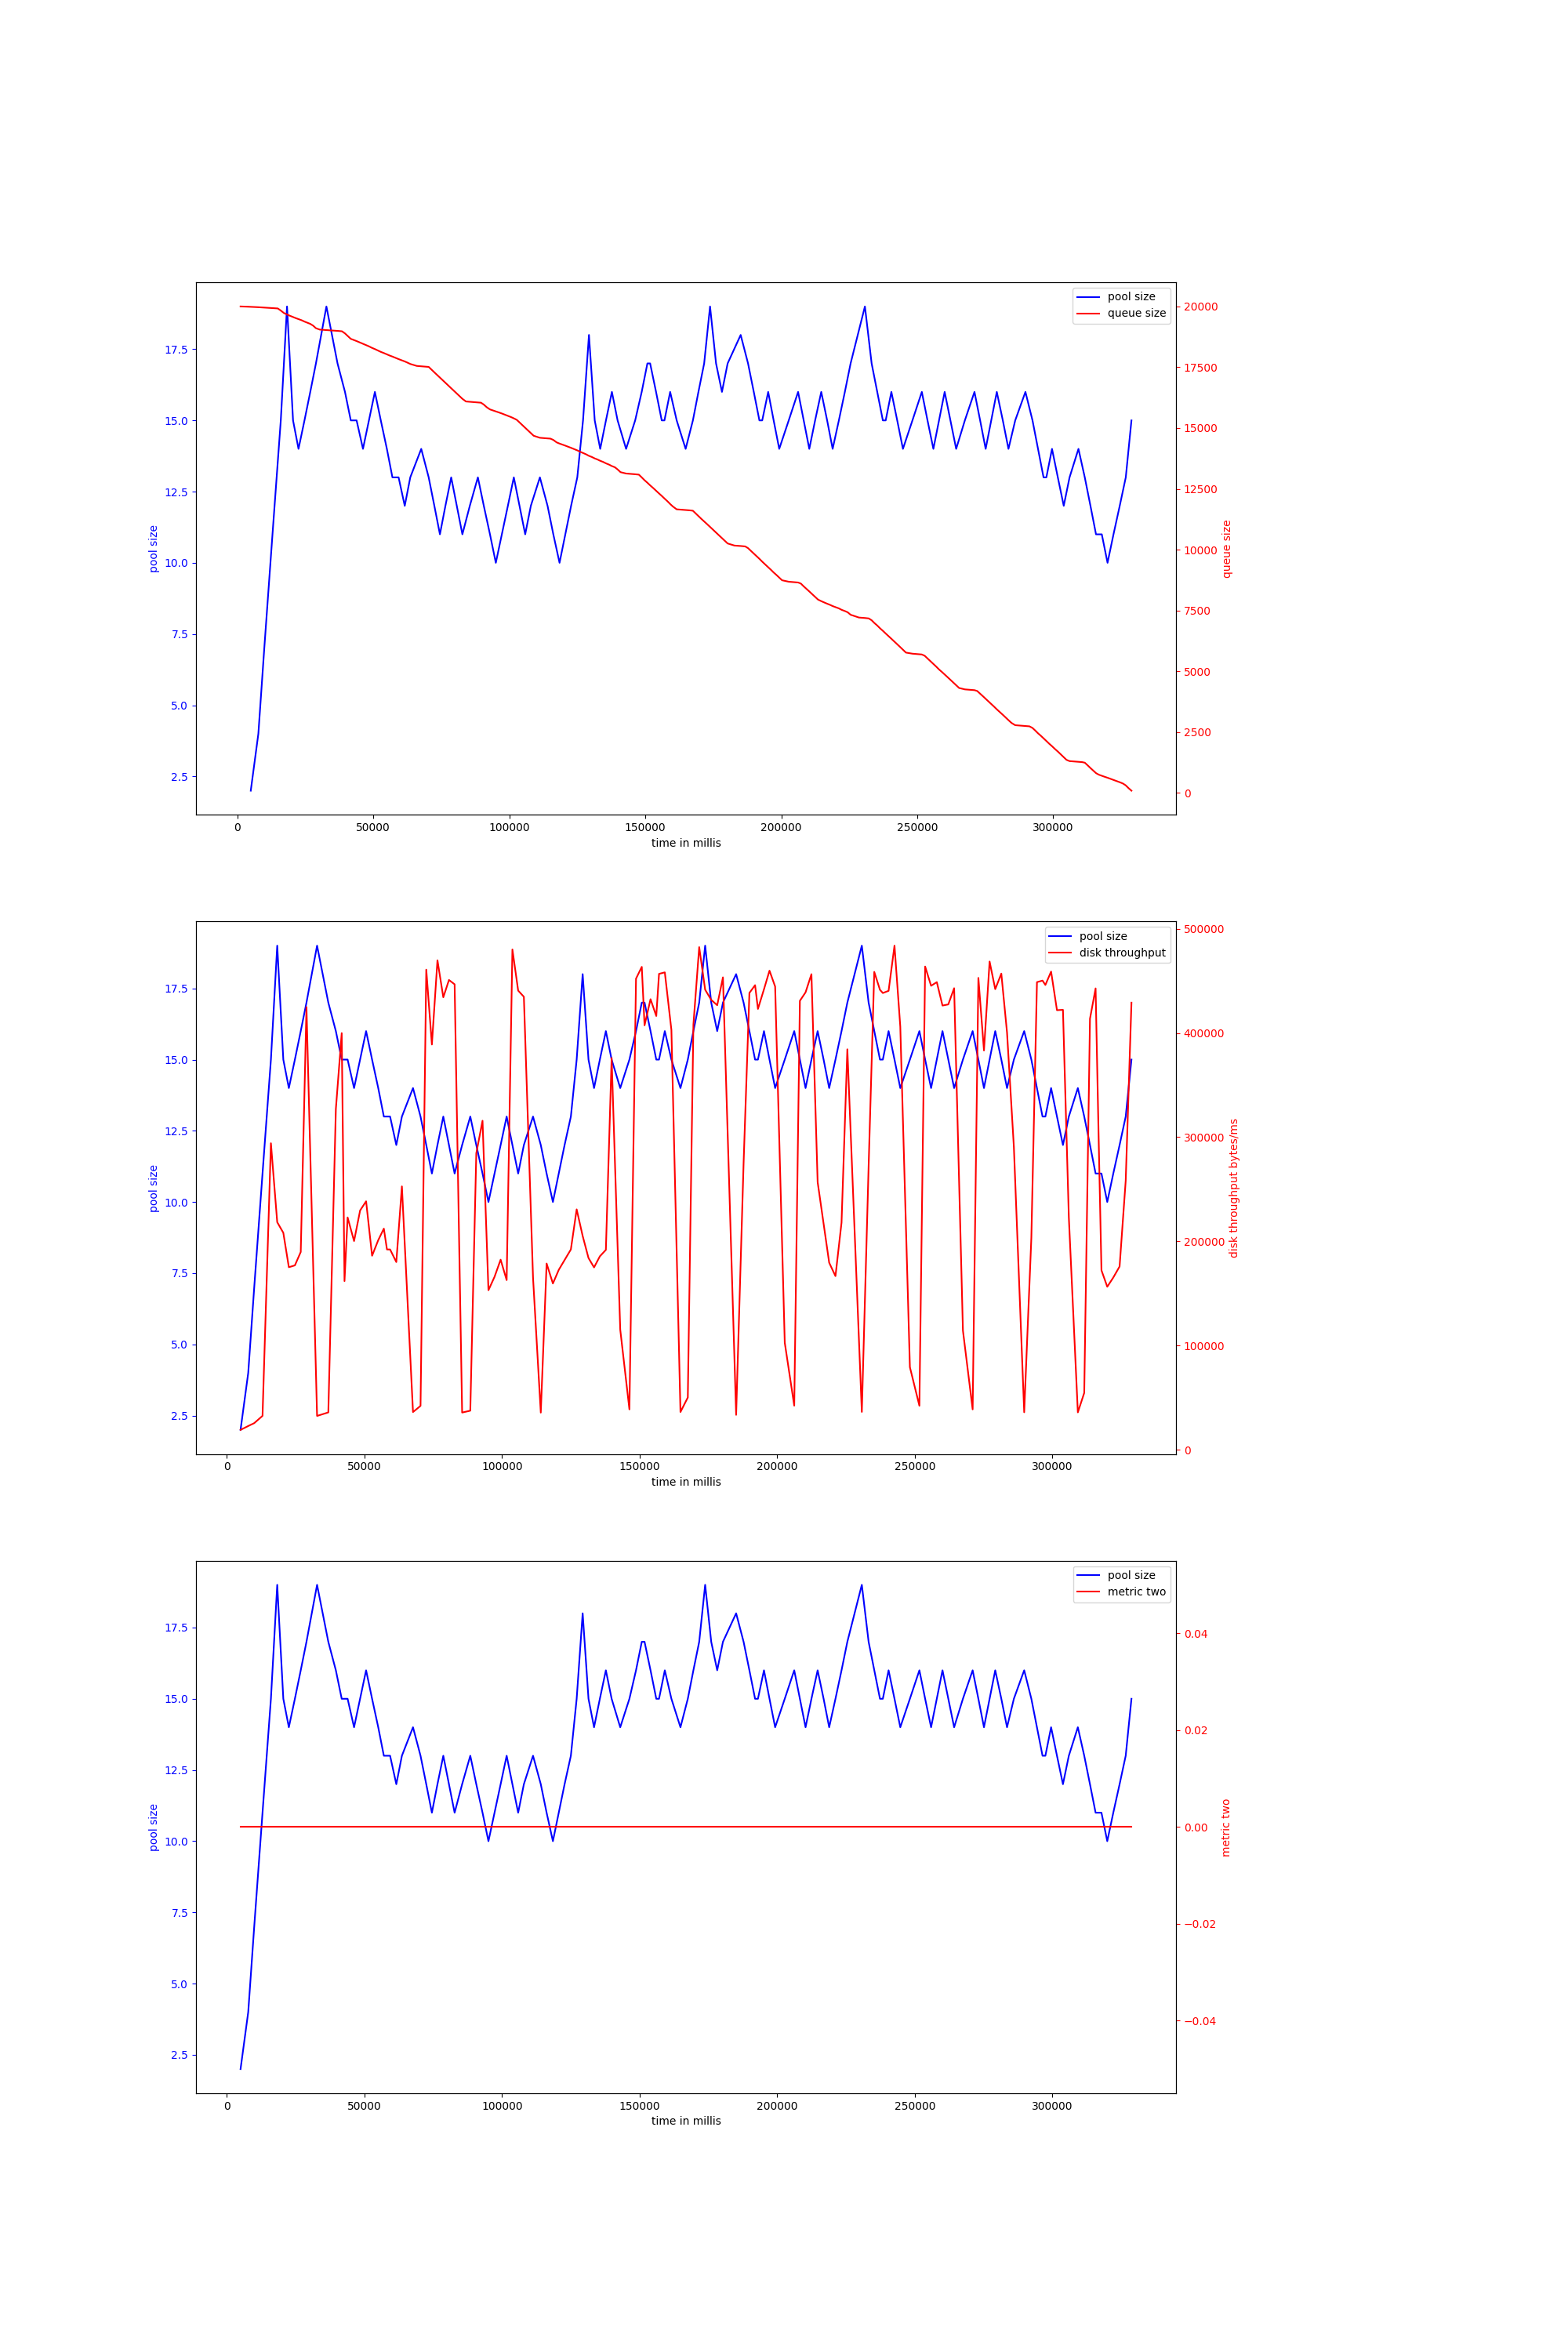 pool size
queue size
20000
17500
15000
12500
10000
7500
5000
2500
0
17.5
15.0
12.5
10.0
7.5
5.0
2.5
pool size
queue size
0 50000 100000 150000 200000 250000 300000
time in millis
pool size
disk throughput
500000
400000
300000
200000
100000
0
17.5
15.0
12.5
10.0
7.5
5.0
2.5
pool size
disk throughput bytes/ms
0 50000 100000 150000 200000 250000 300000
time in millis
pool size
metric two
0.04
0.02
0.00
−0.02
−0.04
17.5
15.0
12.5
10.0
7.5
5.0
2.5
pool size
metric two
0 50000 100000 150000 200000 250000 300000
time in millis